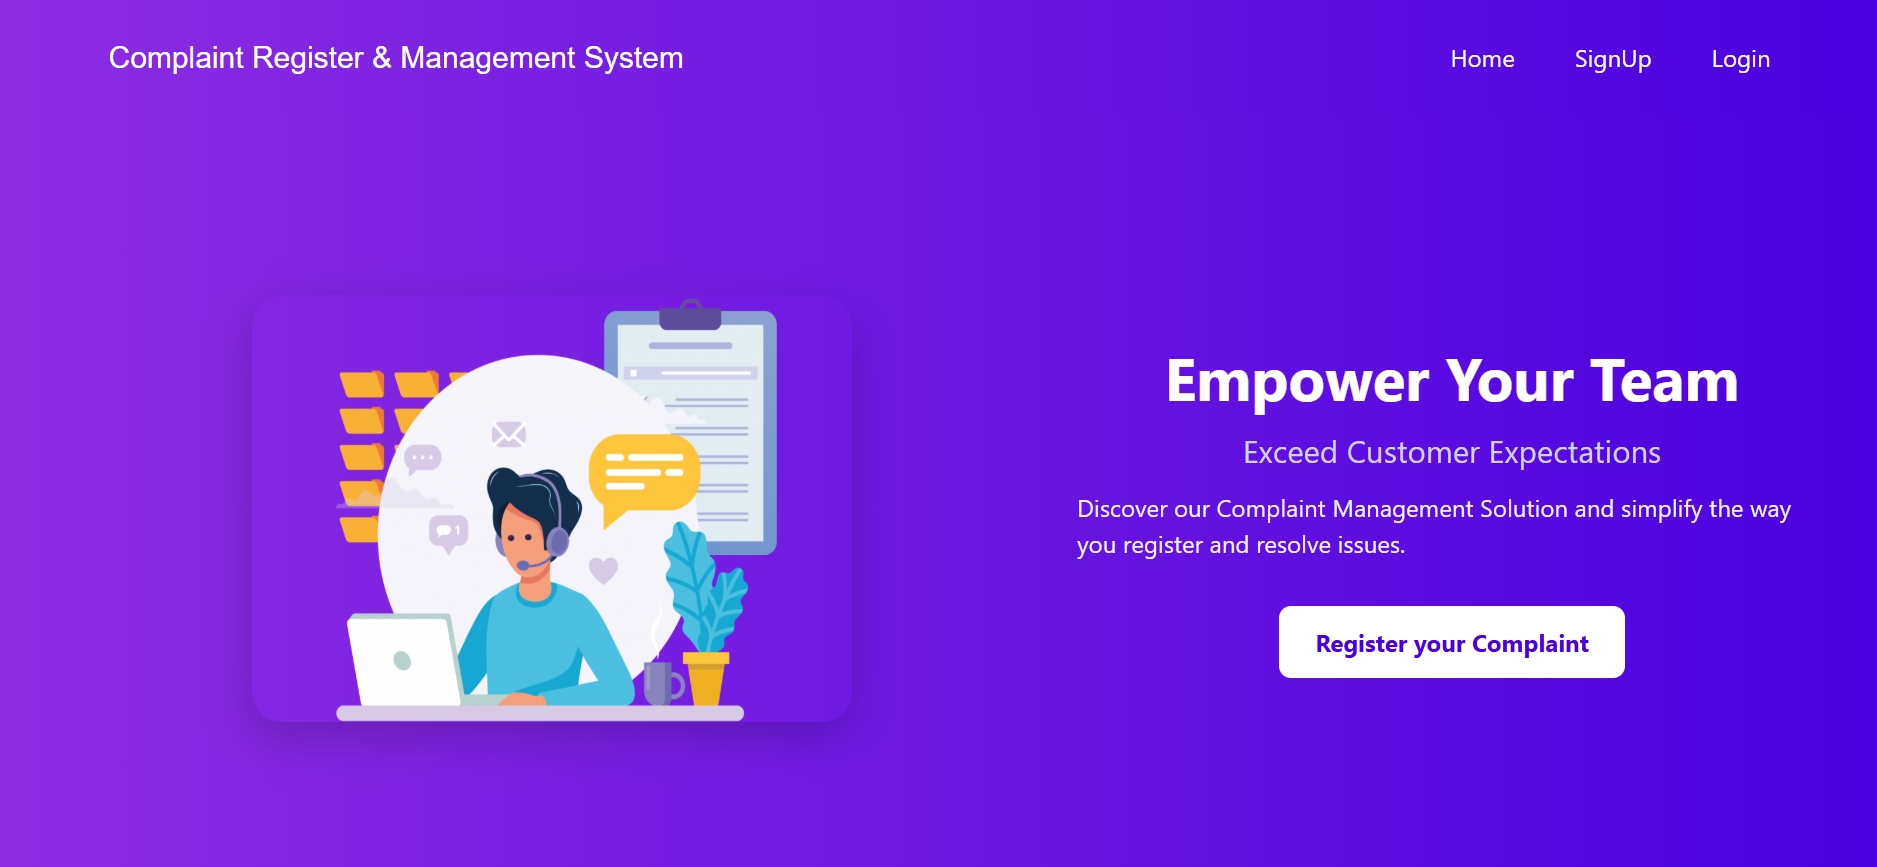 Complaint Register & Management System
Home
SignUp
Login
Empower Your Team
Exceed Customer Expectations
Discover our Complaint Management Solution and simplify the way
you register and resolve issues.
Register your Complaint
1